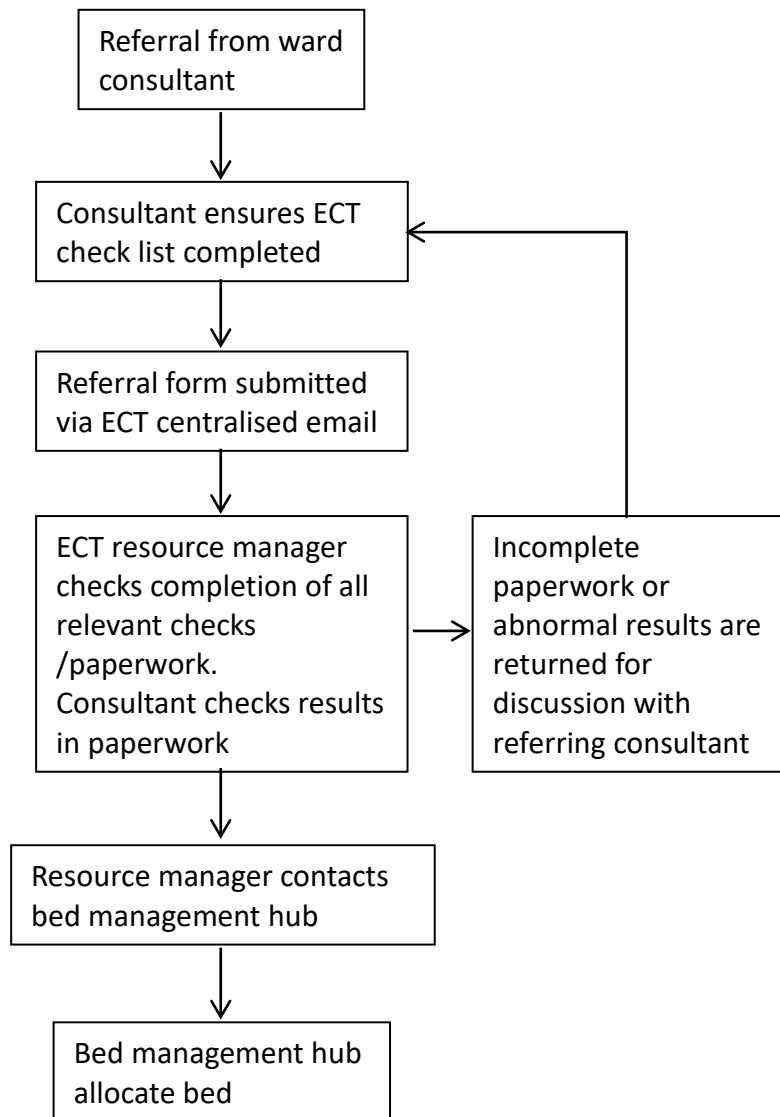 Referral from ward
consultant
Consultant ensures ECT
check list completed
Referral form submitted
via ECT centralised email
ECT resource manager
checks completion of all
relevant checks
/paperwork.
Consultant checks results
in paperwork
Incomplete
paperwork or
abnormal results are
returned for
discussion with
referring consultant
Resource manager contacts
bed management hub
Bed management hub
allocate bed